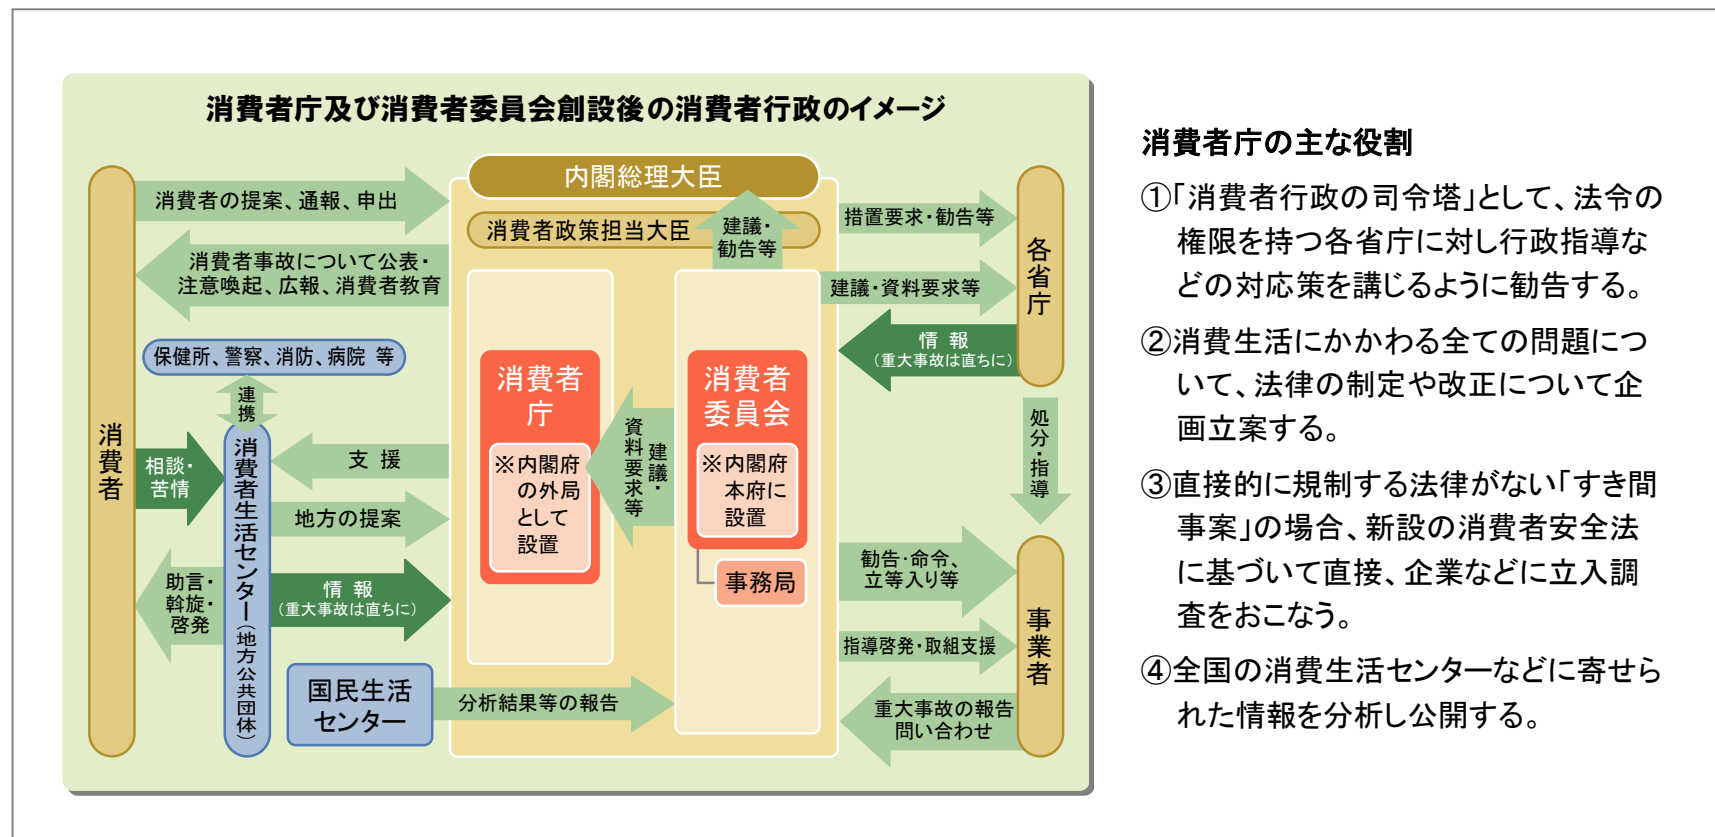 消費者庁及び消費者委員会創設後の消費者行政のイメージ
消費者
消費者の提案、通報、申出
消費者事故について公表・
注意喚起、広報、消費者教育
保健所、警察、消防、病院 等
連携
相談・
苦情
助言・
斡旋・
啓発
消費者生活センター（地方公共団体）
支 援
地方の提案
情 報
（重大事故は直ちに）
国民生活
センター
分析結果等の報告
内閣総理大臣
消費者政策担当大臣
建議・
勧告等
消費者
庁
※内閣府
の外局
として
設置
建議・
資料要求等
消費者
委員会
※内閣府
本府に
設置
事務局
措置要求・勧告等
建議・資料要求等
情 報
（重大事故は直ちに）
各省庁
処分・指導
勧告・命令、
立等入り等
指導啓発・取組支援
重大事故の報告
問い合わせ
事業者
消費者庁の主な役割
①「消費者行政の司令塔」として、法令の
権限を持つ各省庁に対し行政指導な
どの対応策を講じるように勧告する。
②消費生活にかかわる全ての問題につ
いて、法律の制定や改正について企
画立案する。
③直接的に規制する法律がない「すき間
事案」の場合、新設の消費者安全法
に基づいて直接、企業などに立入調
査をおこなう。
④全国の消費生活センターなどに寄せら
れた情報を分析し公開する。